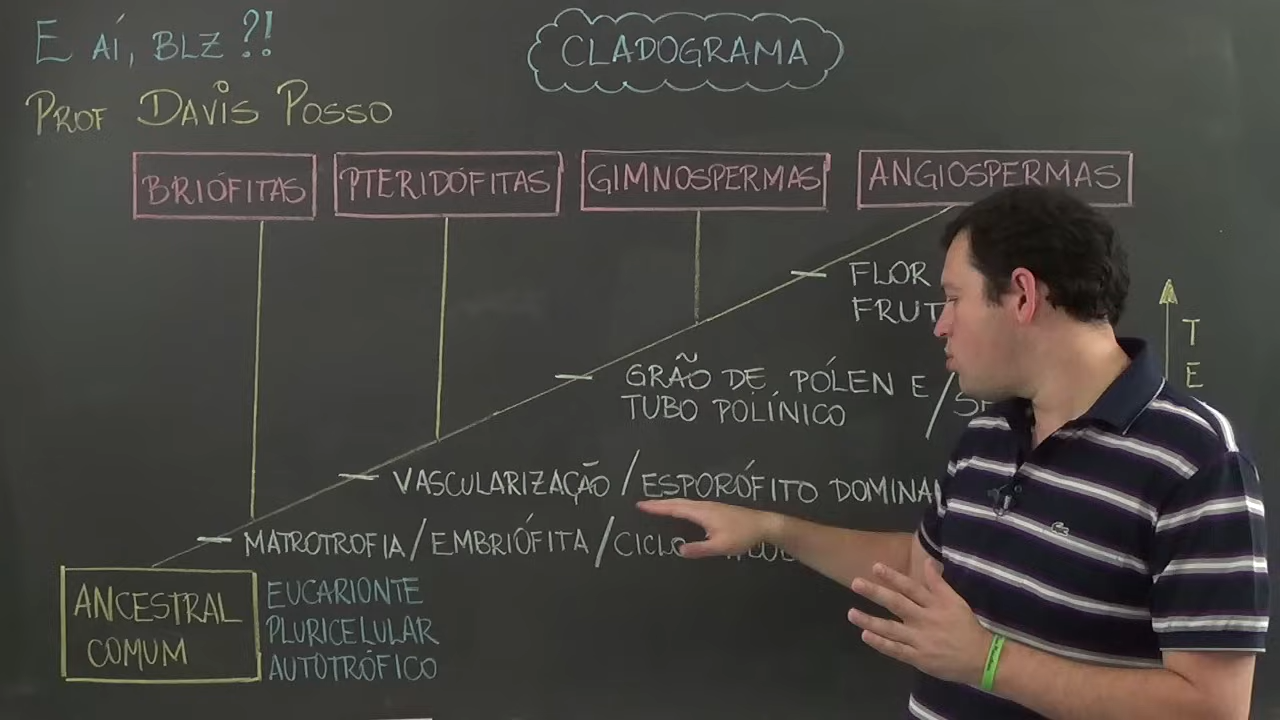 E AÍ, BLZ ?!
CLADOGRAMA
PROF DAVIS POSSO
BRIÓFITAS
PTERIDÓFITAS
GIMNOSPERMAS
ANGIOSPERMAS
FLOR
GRÃO DE PÓLEN E /
TUBO POLÍNICO
VASCULARIZAÇÃO / ESPORÓFITO
MATROTROFIA / EMBRIÓFITA / CICLO
ANCESTRAL
COMUM
EUCARIONTE
PLURICELULAR
AUTOTRÓFICO